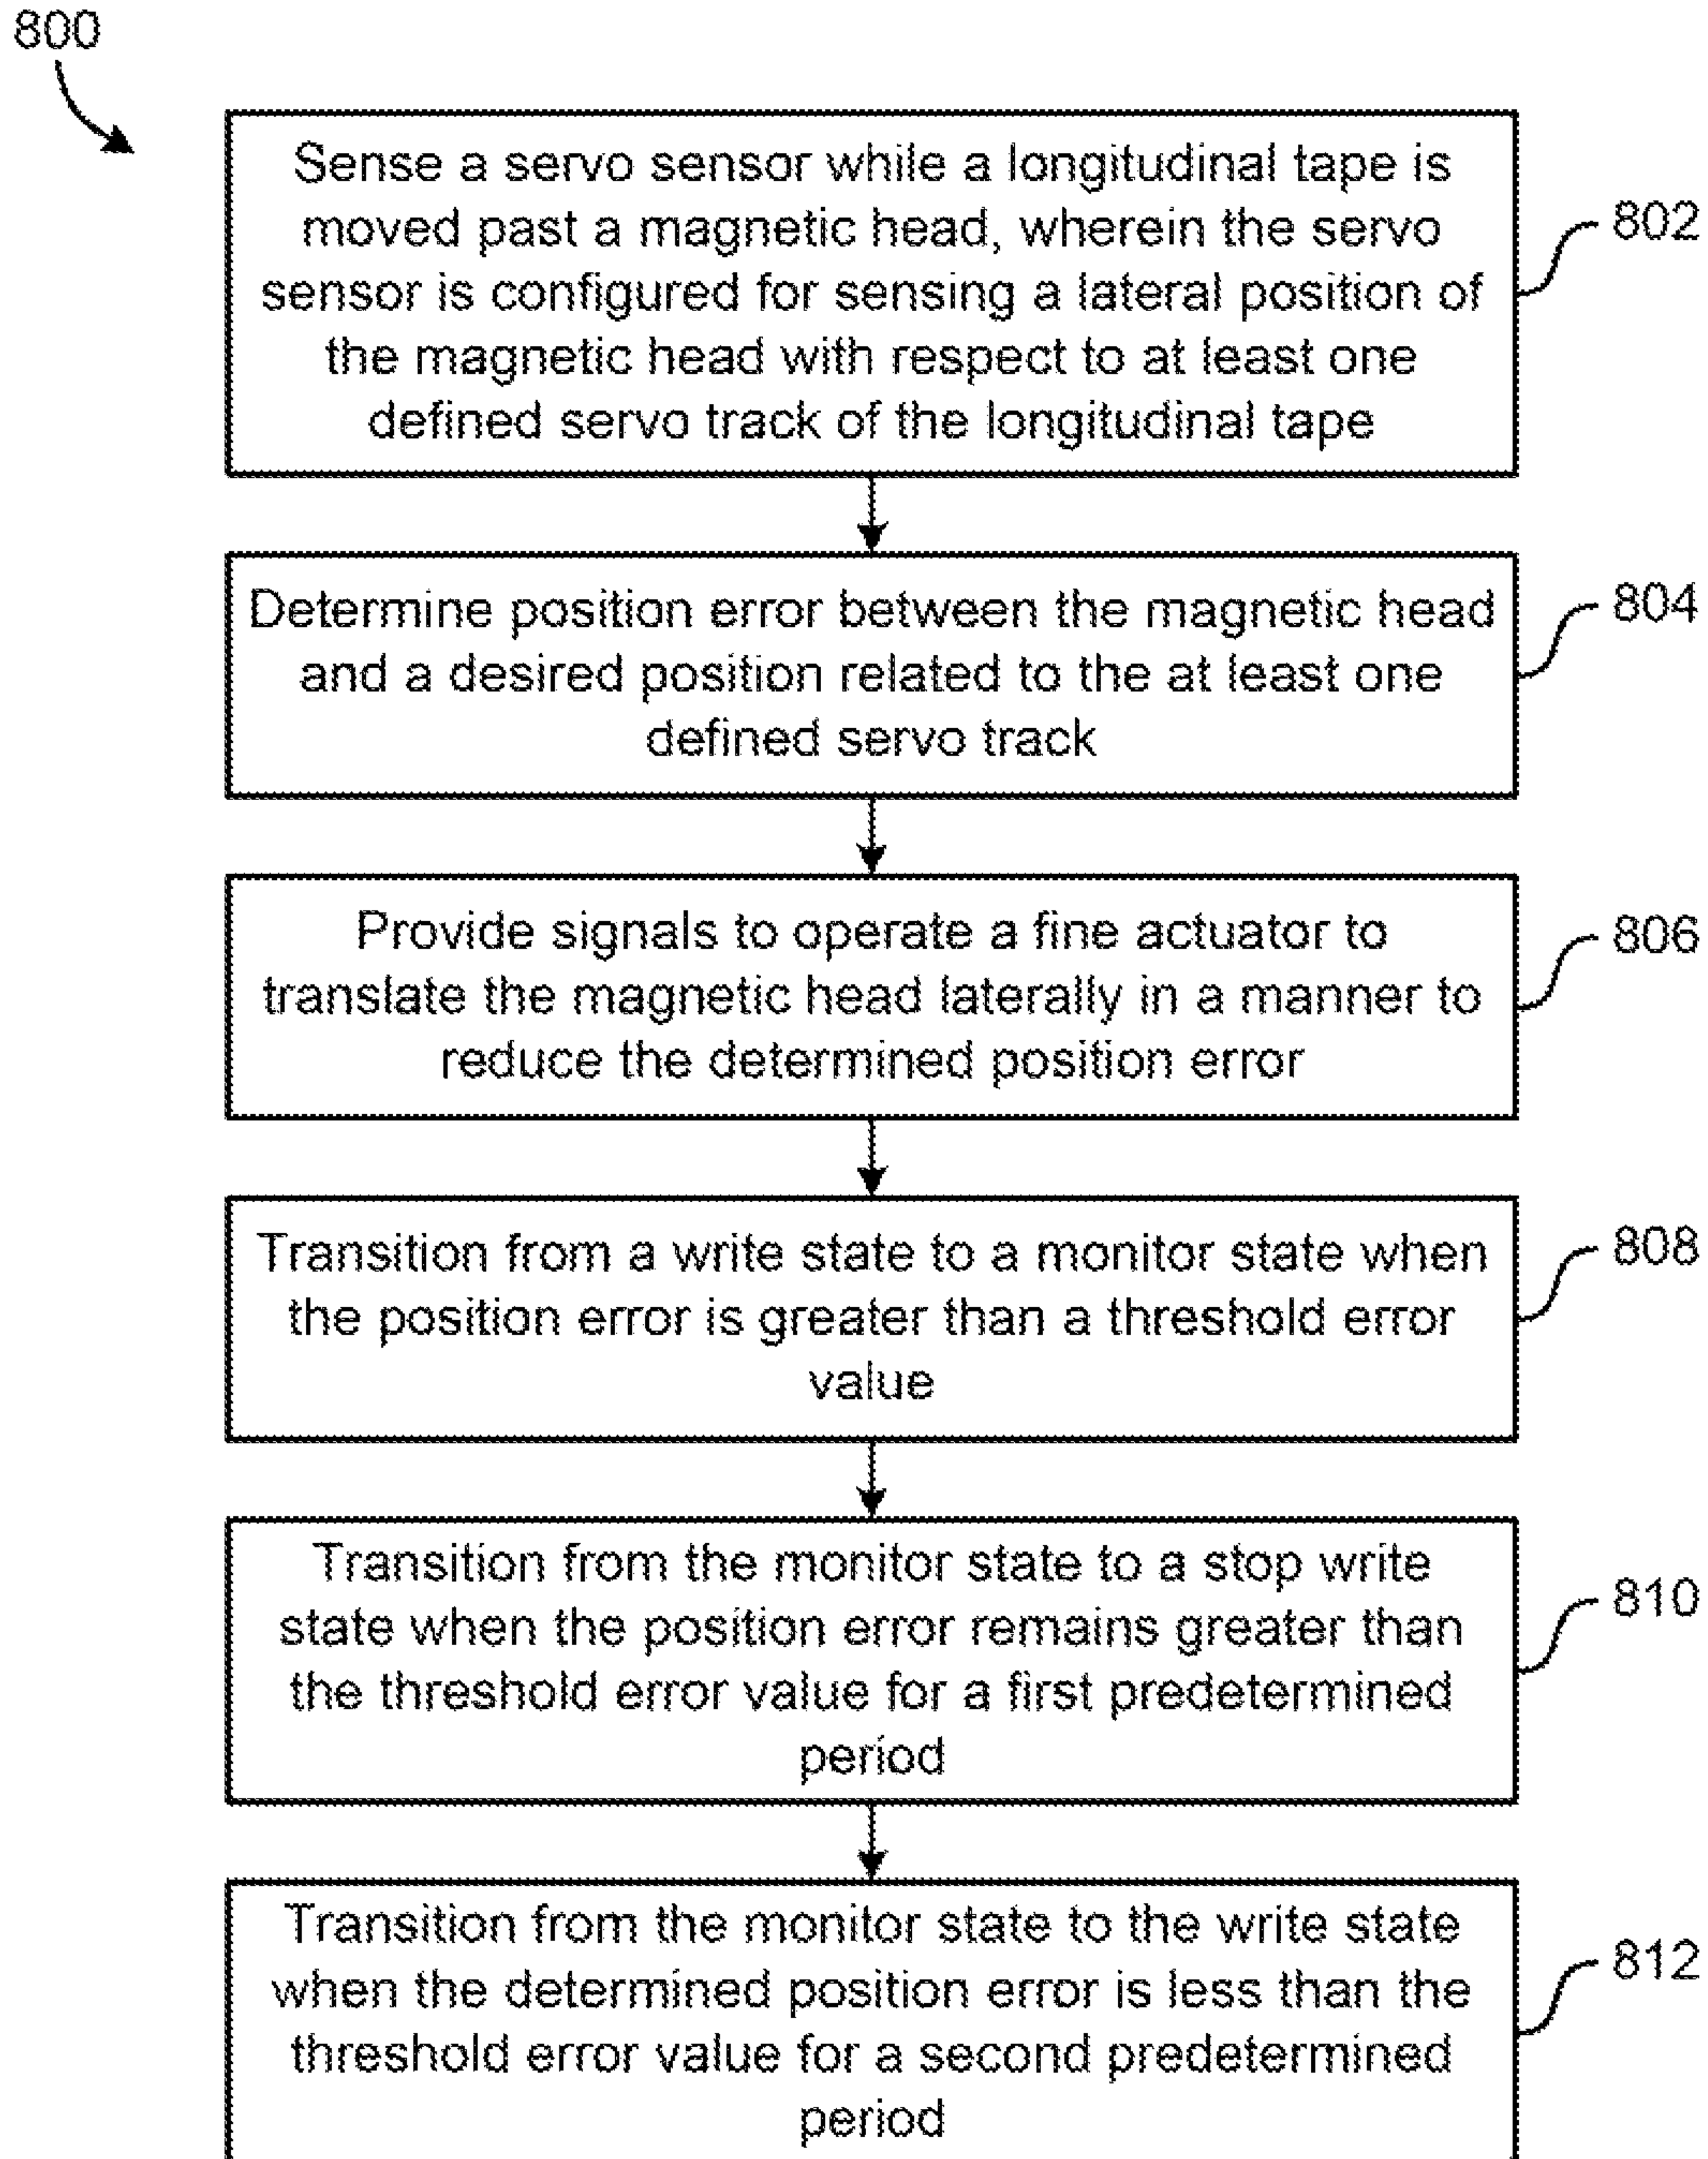 800
Sense a servo sensor while a longitudinal tape is
moved past a magnetic head, wherein the servo
sensor is configured for sensing a lateral position of
the magnetic head with respect to at least one
defined servo track of the longitudinal tape
802
Determine position error between the magnetic head
and a desired position related to the at least one
defined servo track
804
Provide signals to operate a fine actuator to
translate the magnetic head laterally in a manner to
reduce the determined position error
806
Transition from a write state to a monitor state when
the position error is greater than a threshold error
value
808
Transition from the monitor state to a stop write
state when the position error remains greater than
the threshold error value for a first predetermined
period
810
Transition from the monitor state to the write state
when the determined position error is less than the
threshold error value for a second predetermined
period
812